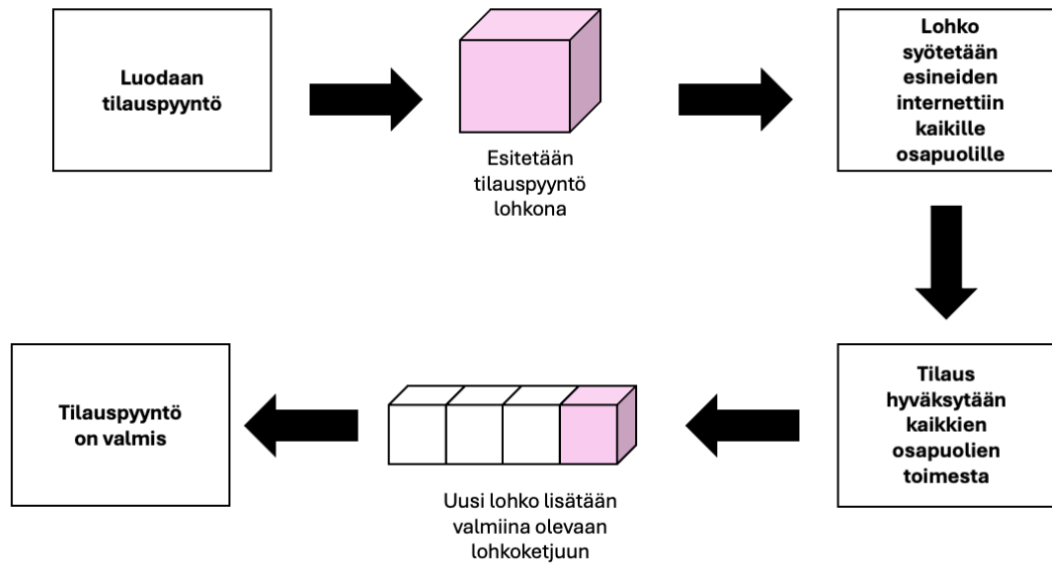 Luodaan
tilauspyyntö
Esitetään
tilauspyyntö
lohkona
Lohko
syötetään
esineiden
internettiin
kaikille
osapuolille
Tilaus
hyväksytään
kaikkien
osapuolien
toimesta
Uusi lohko lisätään
valmiina olevaan
lohkoketjuun
Tilauspyyntö
on valmis